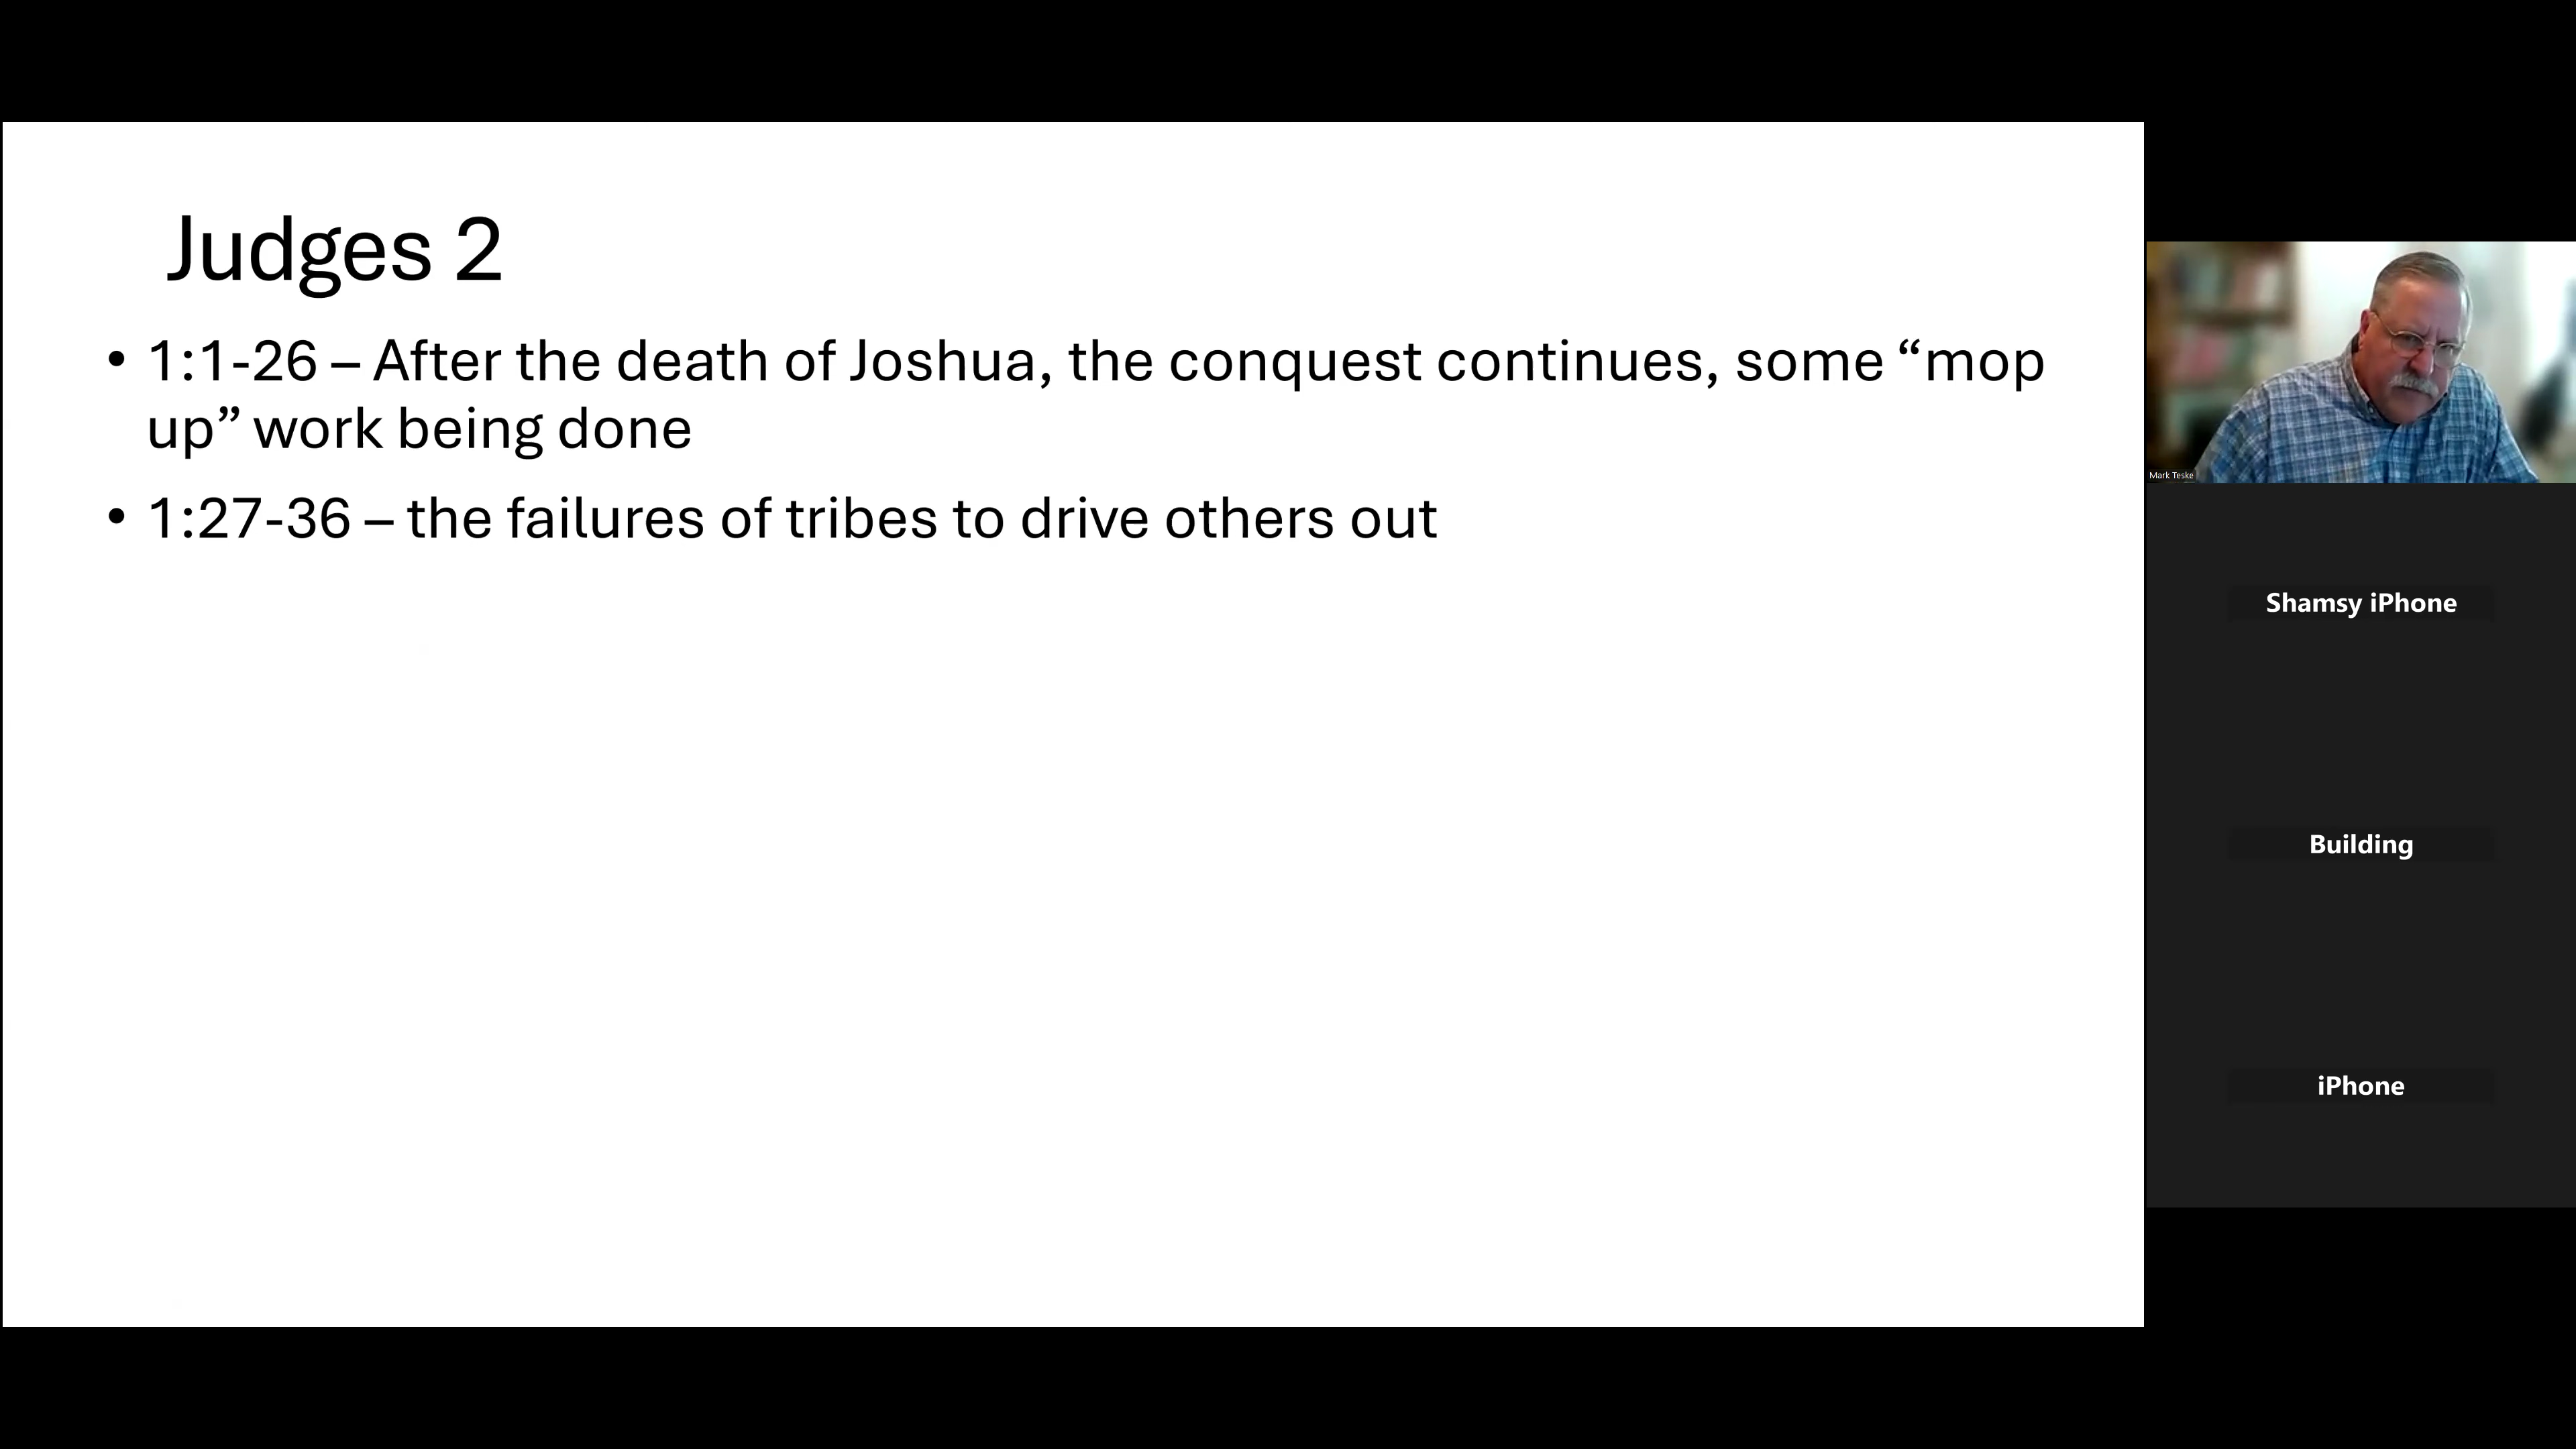 Judges 2
• 1:1-26 – After the death of Joshua, the conquest continues, some “mop
up” work being done
• 1:27-36 – the failures of tribes to drive others out
Mark Teske
Shamsy iPhone
Building
iPhone